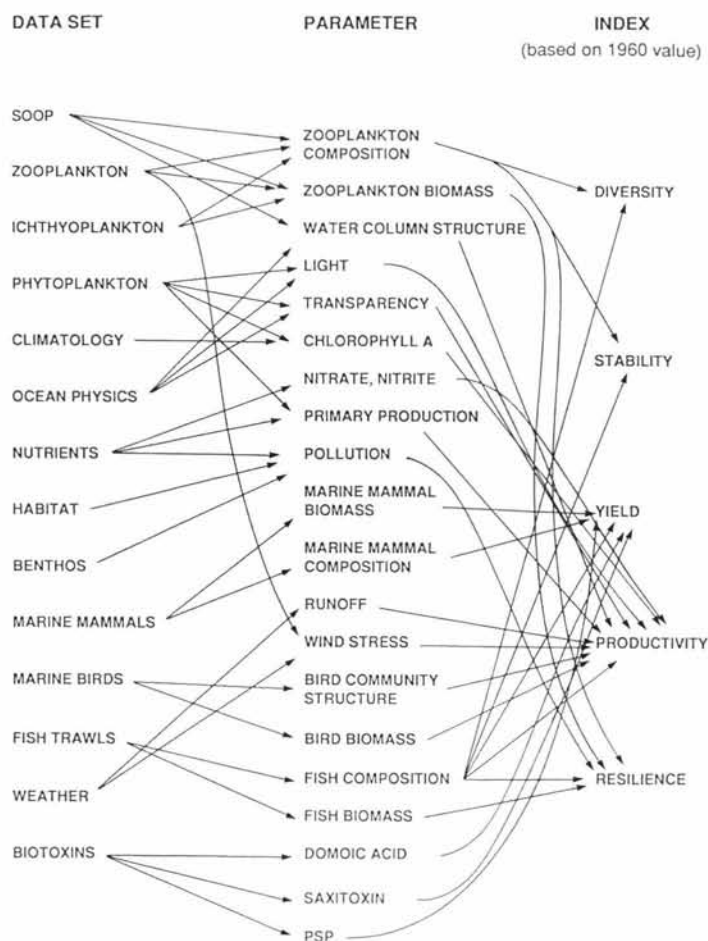 DATA SET
PARAMETER
INDEX
(based on 1960 value)
SOOP
ZOOPLANKTON
ICHTHYOPLANKTON
PHYTOPLANKTON
CLIMATOLOGY
OCEAN PHYSICS
NUTRIENTS
HABITAT
BENTHOS
MARINE MAMMALS
MARINE BIRDS
FISH TRAWLS
WEATHER
BIOTOXINS
ZOOPLANKTON
COMPOSITION
ZOOPLANKTON BIOMASS
WATER COLUMN STRUCTURE
LIGHT
TRANSPARENCY
CHLOROPHYLL A
NITRATE, NITRITE
PRIMARY PRODUCTION
POLLUTION
MARINE MAMMAL
BIOMASS
MARINE MAMMAL
COMPOSITION
RUNOFF
WIND STRESS
BIRD COMMUNITY
STRUCTURE
BIRD BIOMASS
FISH COMPOSITION
FISH BIOMASS
DOMOIC ACID
SAXITOXIN
PSP
DIVERSITY
STABILITY
YIELD
PRODUCTIVITY
RESILIENCE